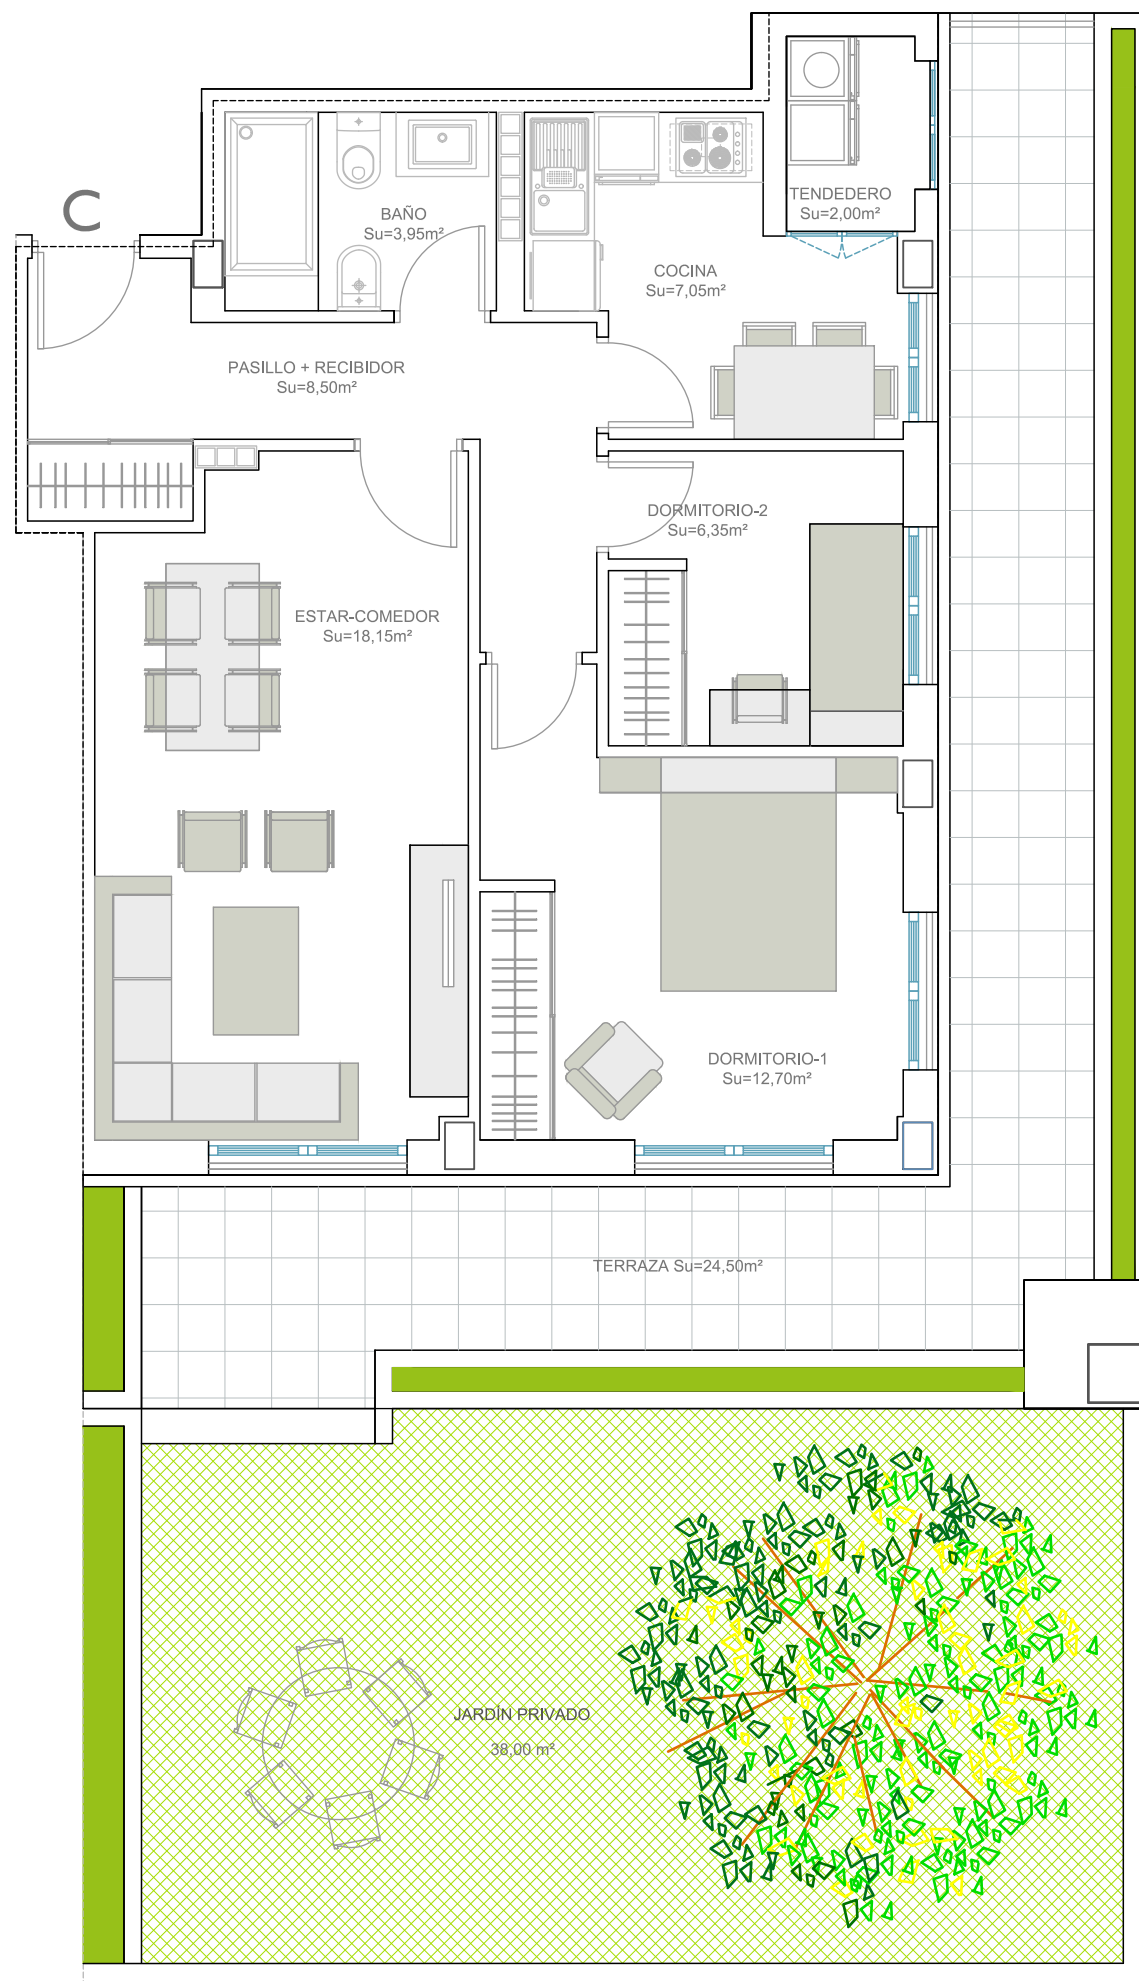 C
TENDEDERO
Su=2,00m²
BAÑO
Su=3,95m²
COCINA
Su=7,05m²
PASILLO + RECIBIDOR
Su=8,50m²
DORMITORIO-2
Su=6,35m²
ESTAR-COMEDOR
Su=18,15m²
DORMITORIO-1
Su=12,70m²
TERRAZA Su=24,50m²
JARDÍN PRIVADO
38,00 m²